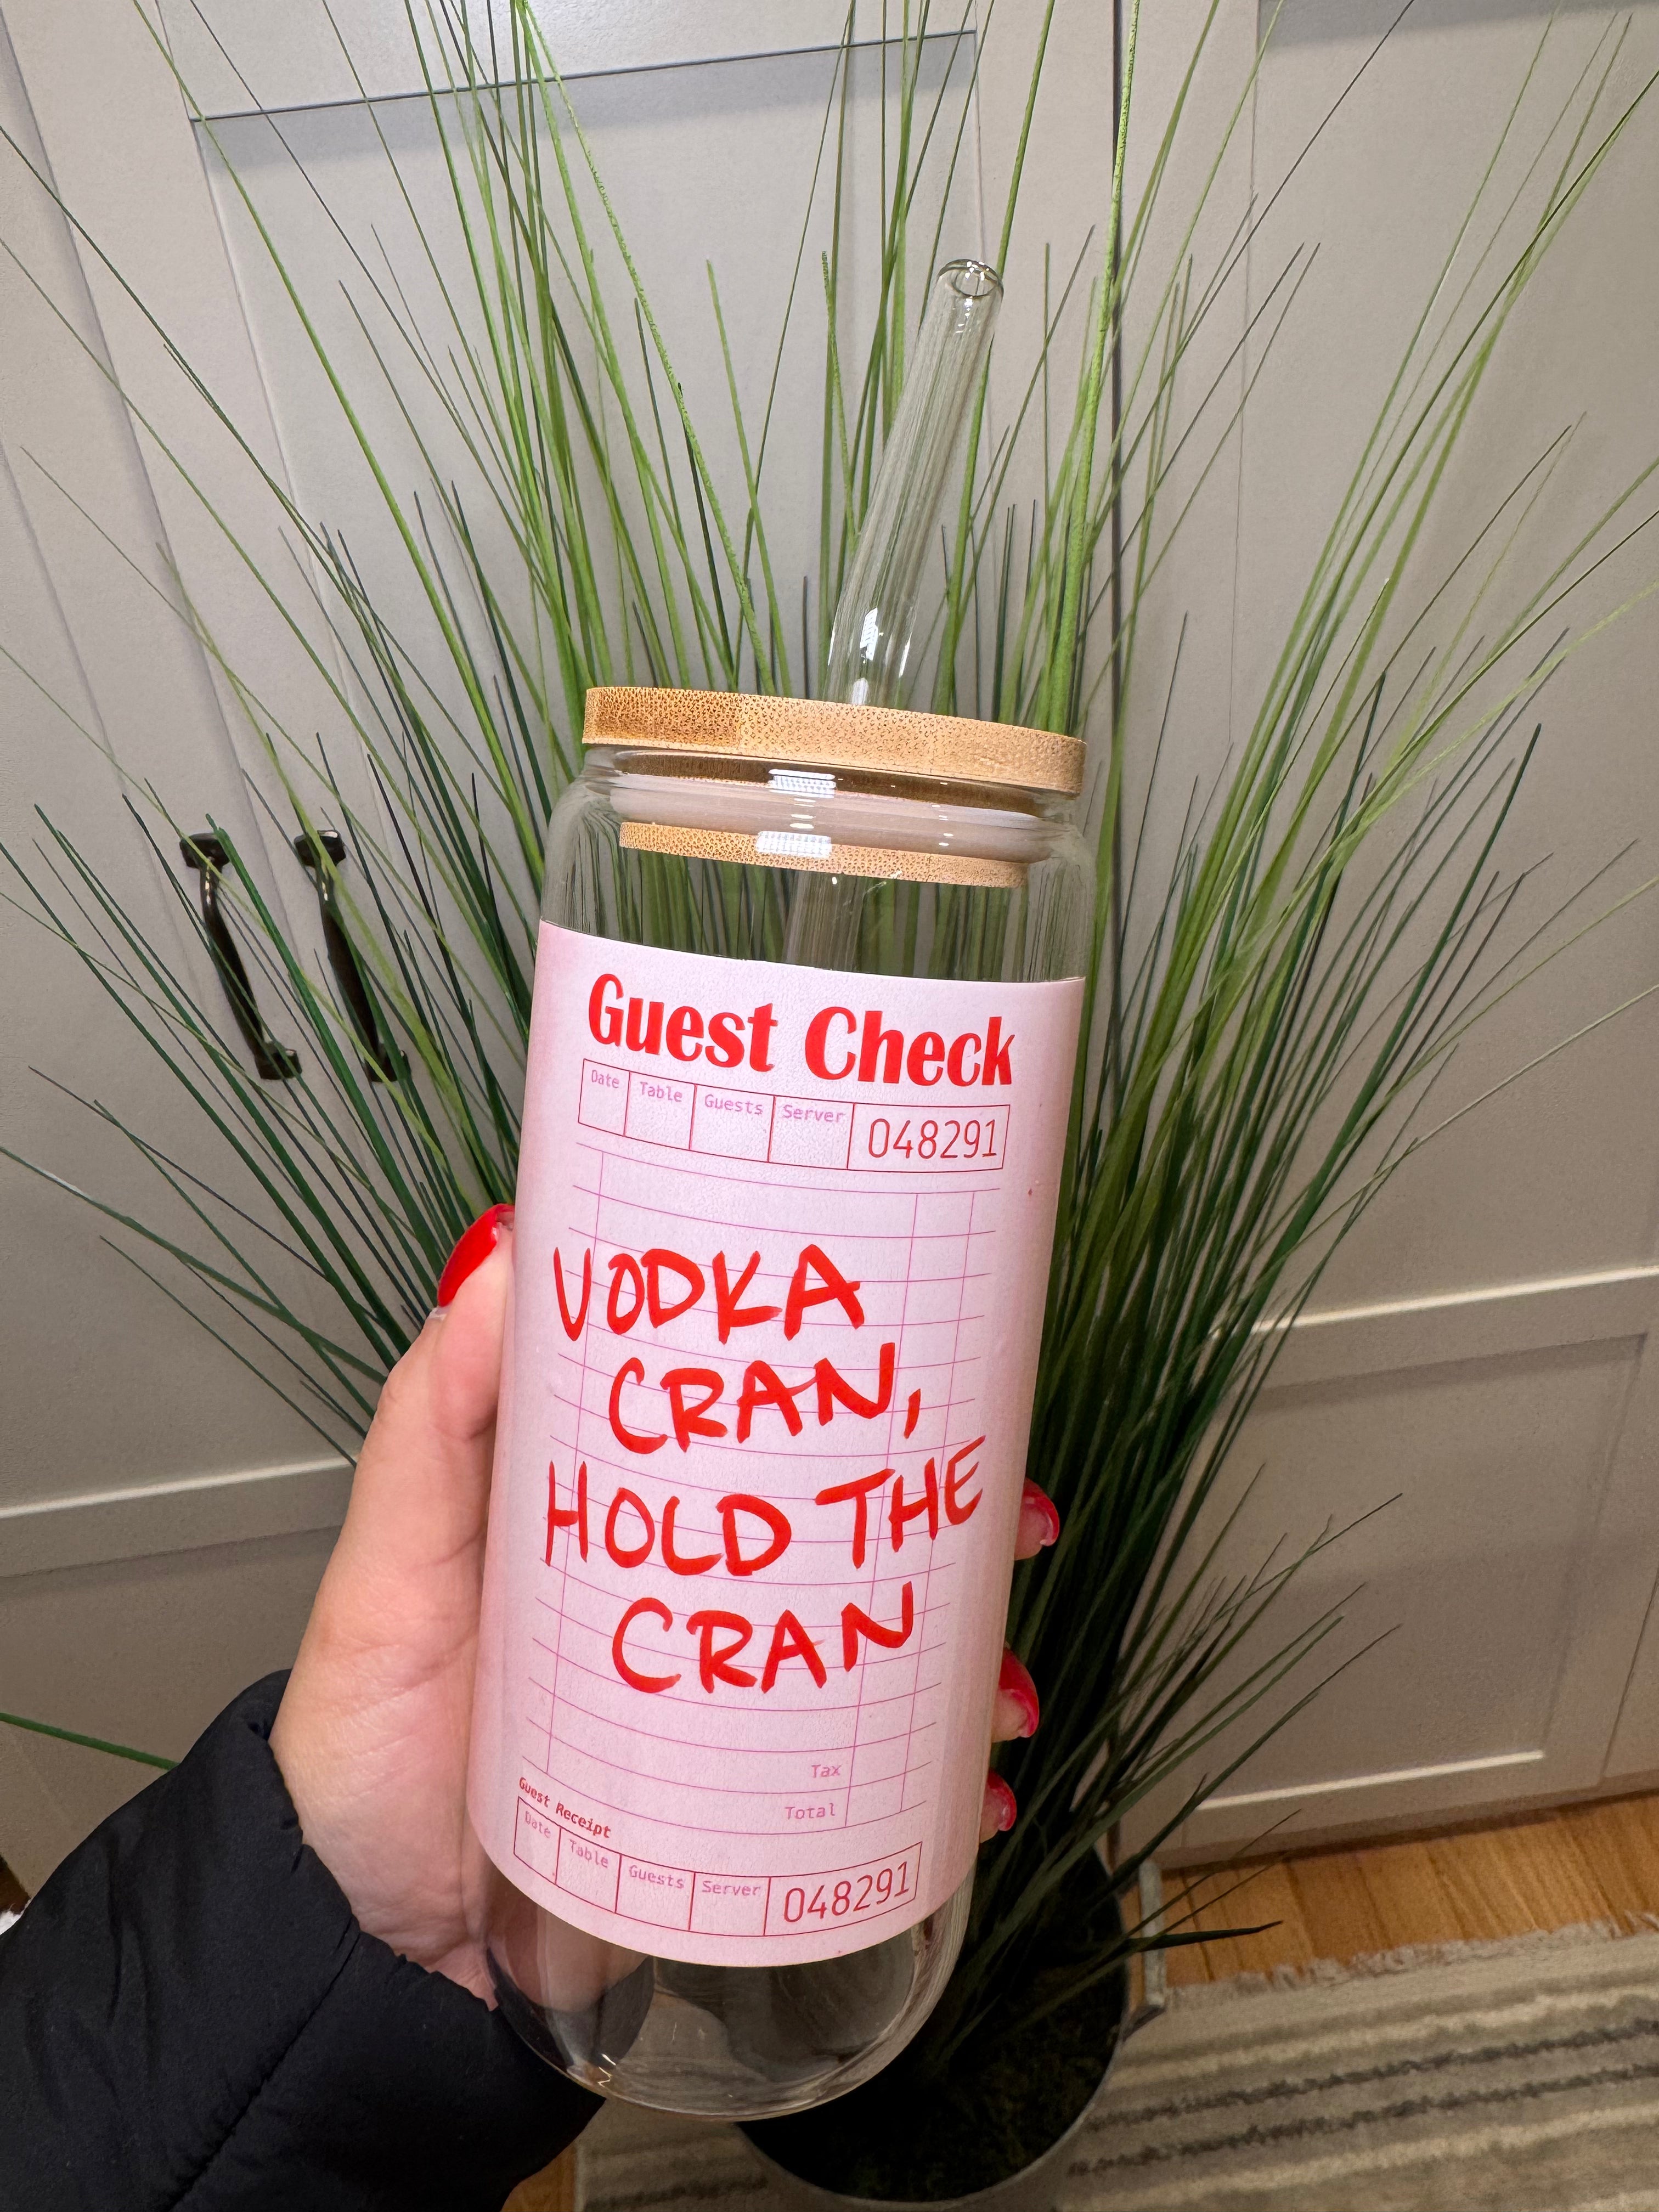 Guest Check
Date Table Guests Server 048291
VODKA
CRAN,
HOLD THE
CRAN
Tax
Total
Guest Receipt
Date Table Guests Server 048291